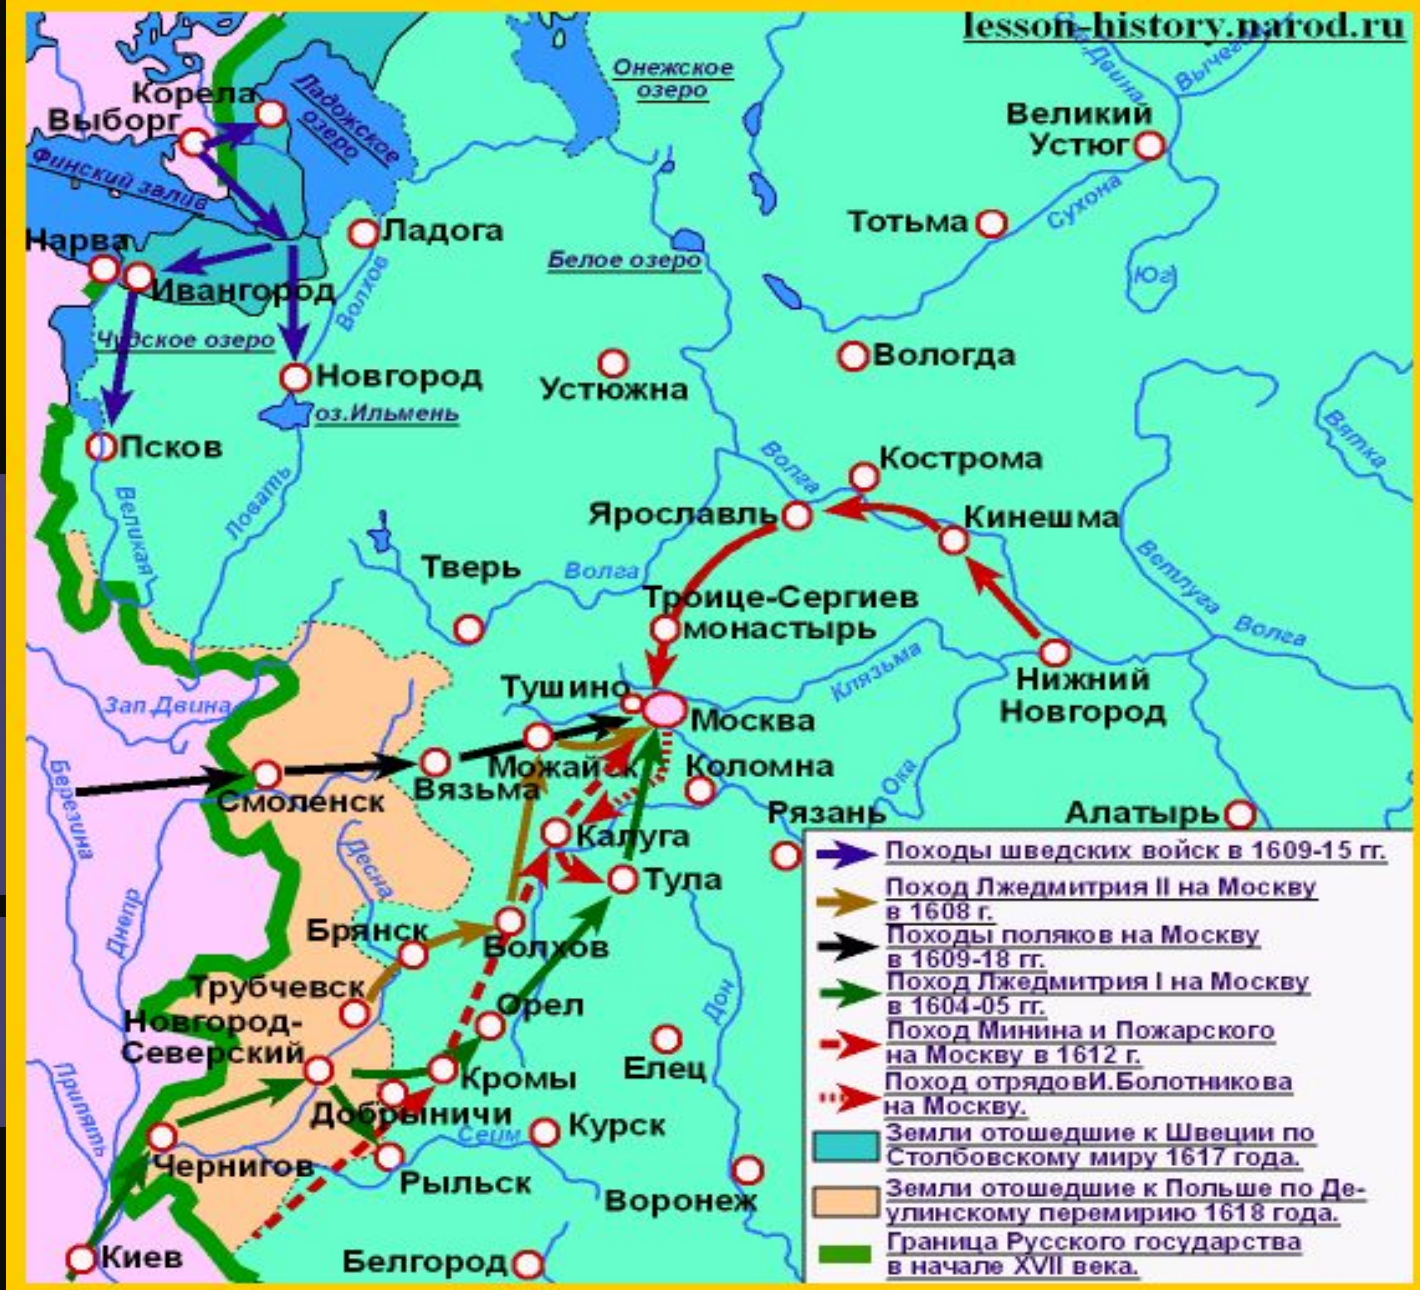 lesson-history.narod.ru
Онежское
озеро
Ладожское
озеро
Корела
Выборг
Финский залив
Вычегда
Великий
Устюг
Сухона
Тотьма
Юг
Ладога
Нарва
Ивангород
Волхов
Белое озеро
Чудское озеро
Новгород
оз.Ильмень
Устюжна
Вологда
Псков
Великая
Ловать
Вятка
Волга
Кострома
Ярославль
Кинешма
Ветлуга
Волга
Тверь
Волга
Троице-Сергиев
монастырь
Клязьма
Нижний
Новгород
Зап.Двина
Тушино
Москва
Можайск
Коломна
Березина
Смоленск
Вязьма
Рязань
Ока
Алатырь
Калуга
Тула
Десна
Днепр
Брянск
Болхов
Трубчевск
Орел
Дон
Новгород-
Северский
Кромы
Елец
Добрыничи
Припять
Сейм
Курск
Чернигов
Рыльск
Воронеж
Киев
Белгород
Походы шведских войск в 1609-15 гг.
Поход Лжедмитрия II на Москву
в 1608 г.
Походы поляков на Москву
в 1609-18 гг.
Поход Лжедмитрия I на Москву
в 1604-05 гг.
Поход Минина и Пожарского
на Москву в 1612 г.
Поход отрядовИ.Болотникова
на Москву.
Земли отошедшие к Швеции по
Столбовскому миру 1617 года.
Земли отошедшие к Польше по Де-
улинскому перемирию 1618 года.
Граница Русского государства
в начале XVII века.